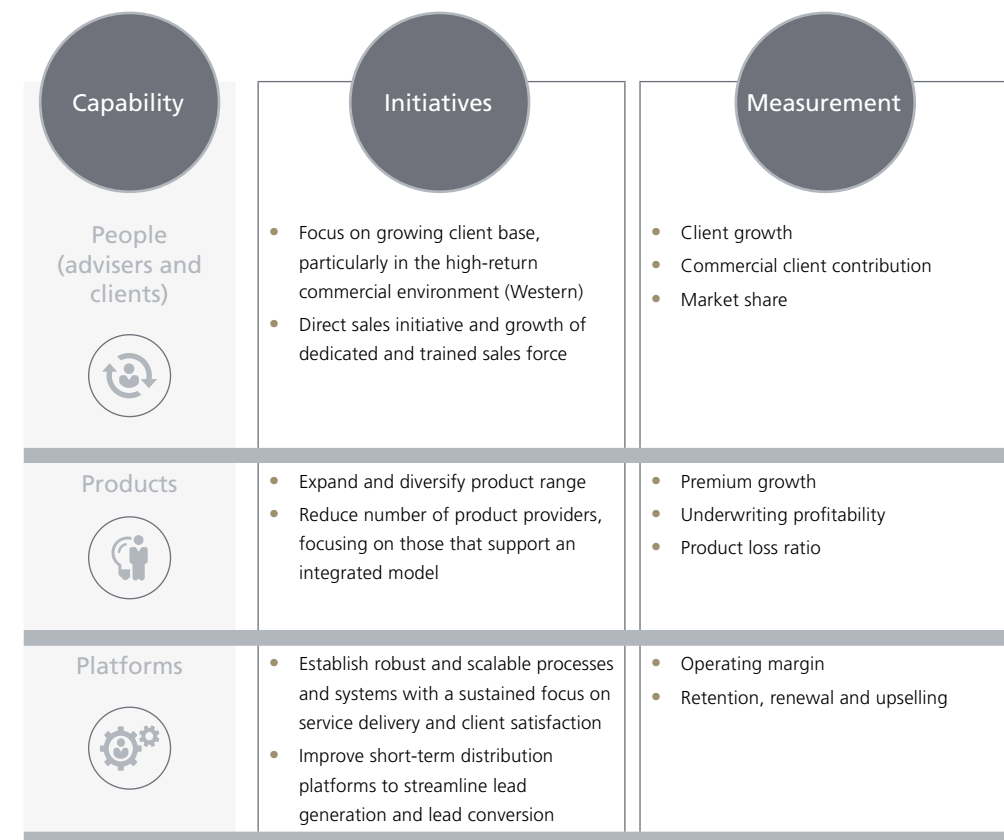 Capability
Initiatives
Measurement
People
(advisers and
clients)
• Focus on growing client base,
particularly in the high-return
commercial environment (Western)
• Direct sales initiative and growth of
dedicated and trained sales force
• Client growth
• Commercial client contribution
• Market share
Products
• Expand and diversify product range
• Reduce number of product providers,
focusing on those that support an
integrated model
• Premium growth
• Underwriting profitability
• Product loss ratio
Platforms
• Establish robust and scalable processes
and systems with a sustained focus on
service delivery and client satisfaction
• Improve short-term distribution
platforms to streamline lead
generation and lead conversion
• Operating margin
• Retention, renewal and upselling